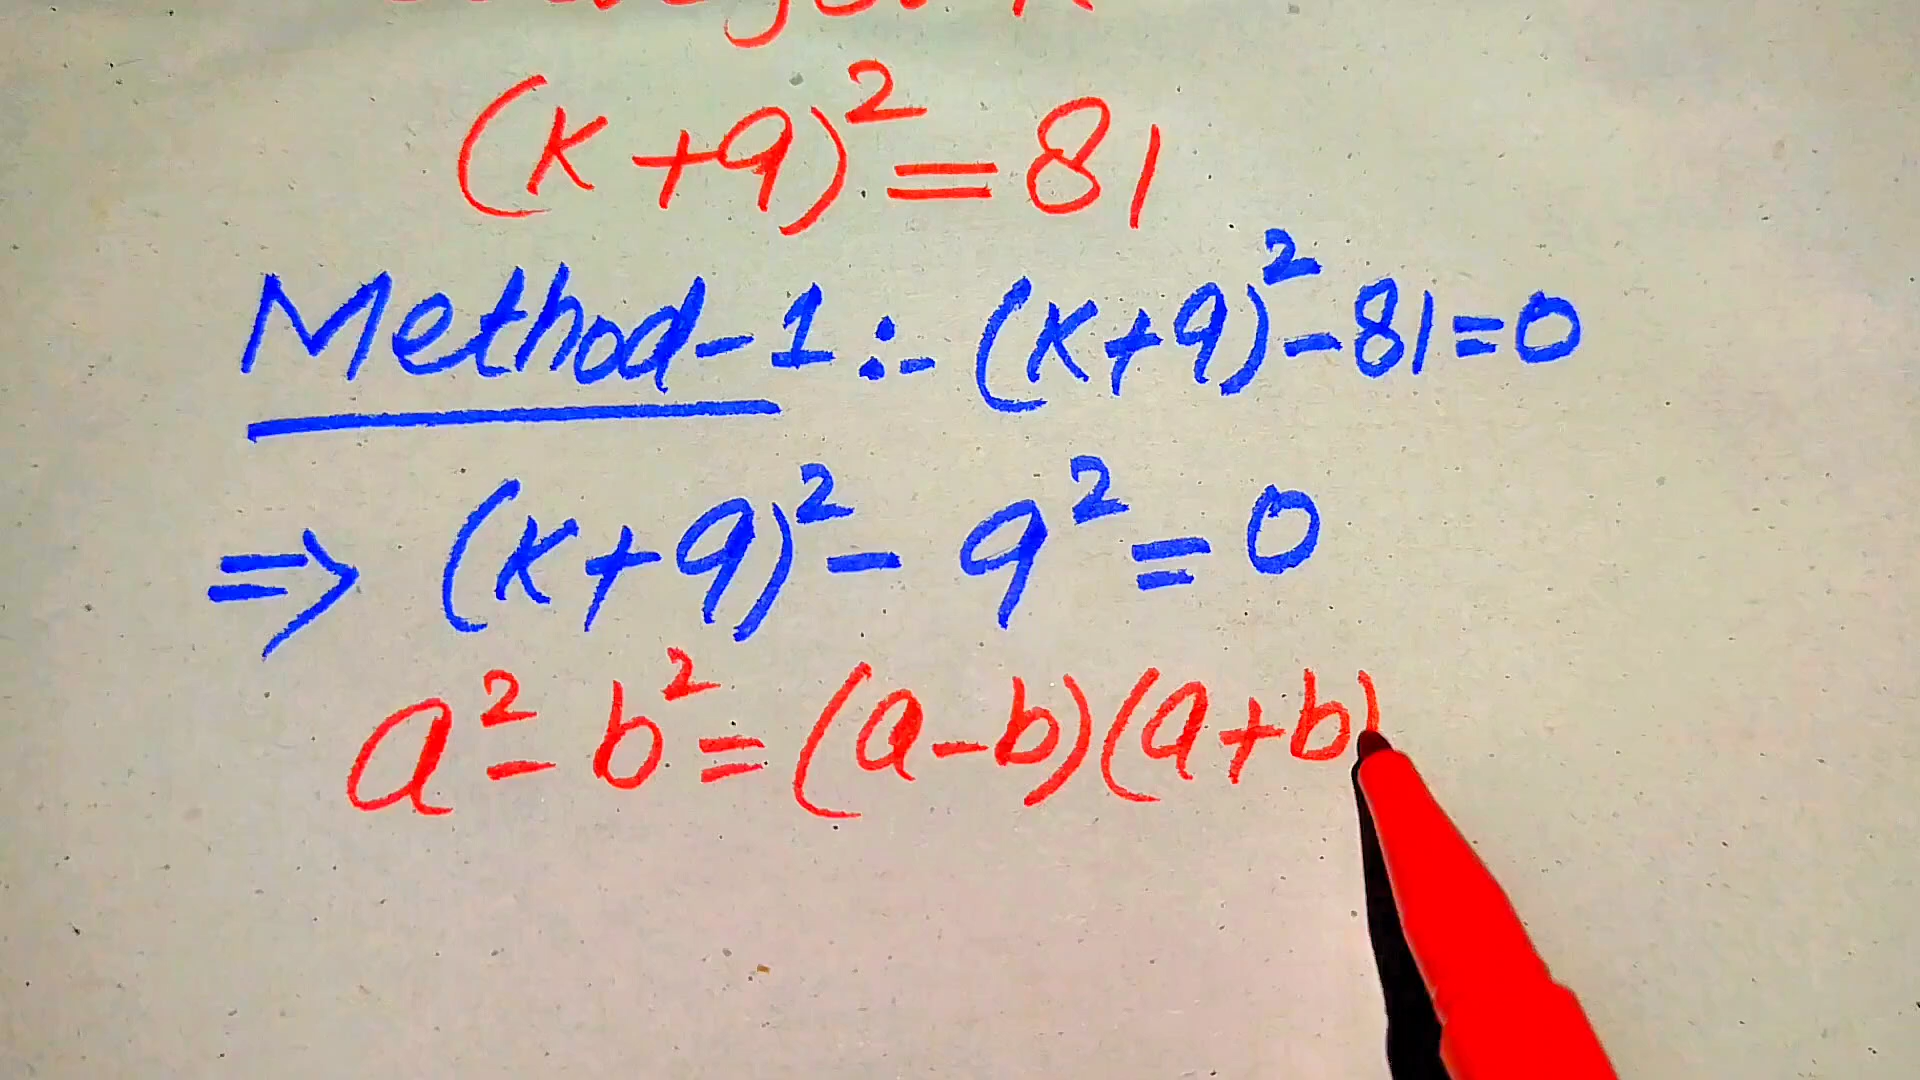 (k+9)²=81
Method-1:- (k+9)²-81=0
=> (k+9)² - 9² = 0
a² - b² = (a-b)(a+b)